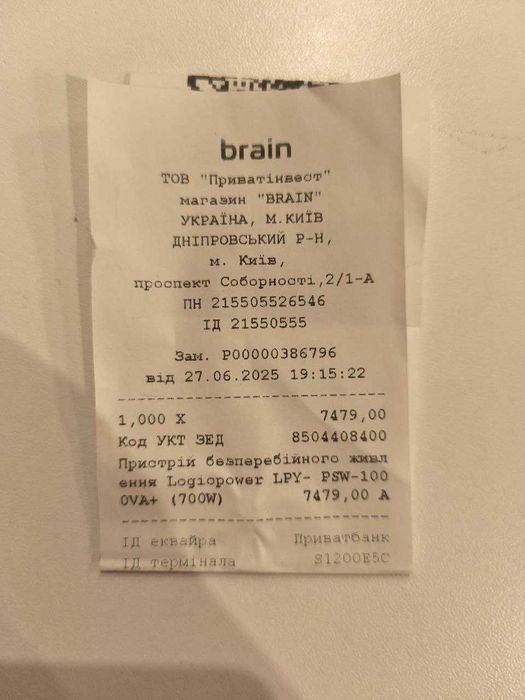 brain
ТОВ "Приватінвест"
магазин "BRAIN"
УКРАЇНА, М.КИЇВ
ДНІПРОВСЬКИЙ Р-Н,
м. Київ,
проспект Соборності,2/1-А
ПН 215505526546
ІД 21550555
Зам. Р00000386796
від 27.06.2025 19:15:22
1,000 X 7479,00
Код УКТ ЗЕД 8504408400
Пристрій безперебійного живл
ення Logicpower LPY- PSW-100
0VA+ (700W) 7479,00 А
ІД еквайра Приватбанк
ІД термінала S1200E5C